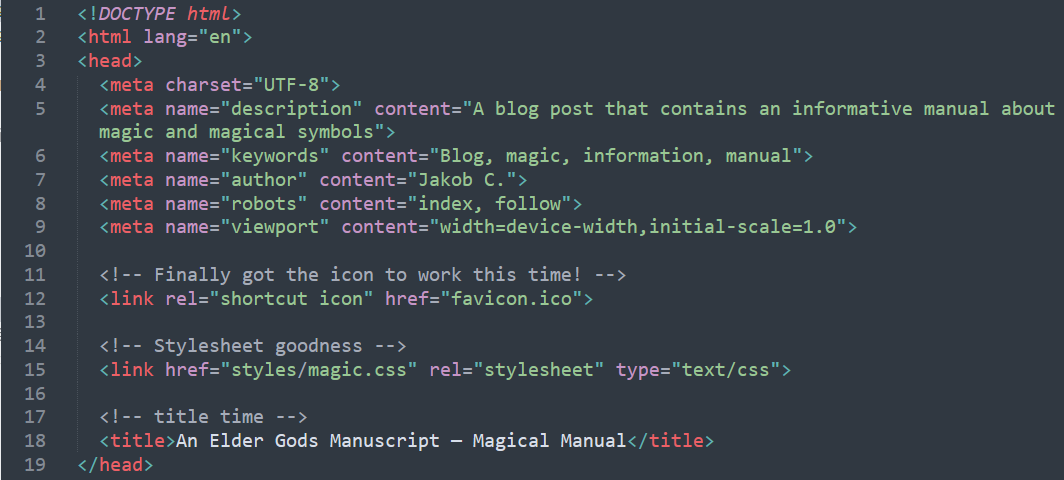 1 <!DOCTYPE html>
2 <html lang="en">
3 <head>
4 <meta charset="UTF-8">
5 <meta name="description" content="A blog post that contains an informative manual about
magic and magical symbols">
6 <meta name="keywords" content="Blog, magic, information, manual">
7 <meta name="author" content="Jakob C.">
8 <meta name="robots" content="index, follow">
9 <meta name="viewport" content="width=device-width,initial-scale=1.0">
10
11 <!-- Finally got the icon to work this time! -->
12 <link rel="shortcut icon" href="favicon.ico">
13
14 <!-- Stylesheet goodness -->
15 <link href="styles/magic.css" rel="stylesheet" type="text/css">
16
17 <!-- title time -->
18 <title>An Elder Gods Manuscript — Magical Manual</title>
19 </head>